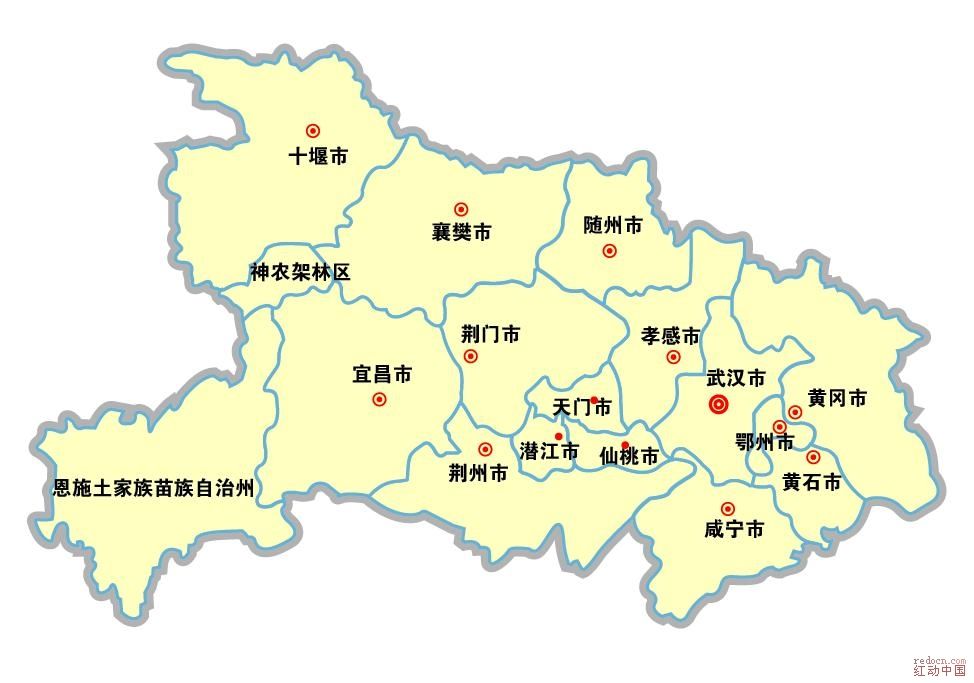 十堰市
襄樊市
随州市
神农架林区
荆门市
孝感市
宜昌市
武汉市
黄冈市
天门市
鄂州市
潜江市
仙桃市
荆州市
黄石市
恩施土家族苗族自治州
咸宁市
redocn.com
红动中国